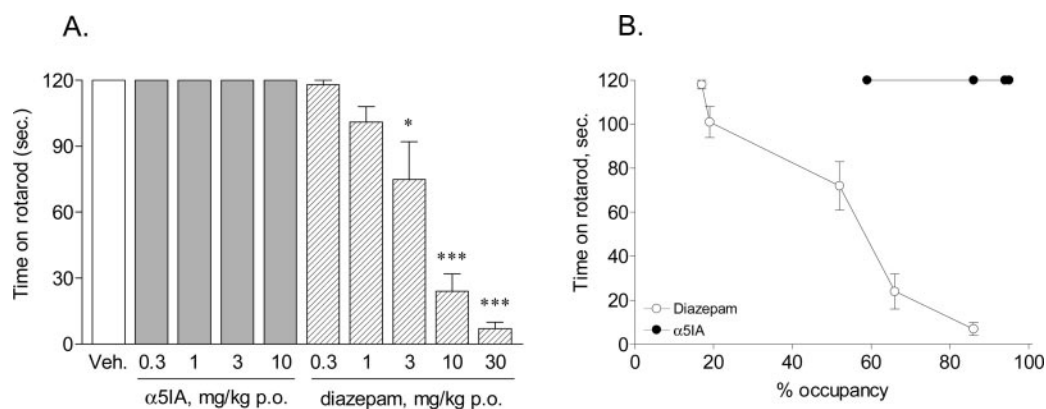 A.
Time on rotarod (sec.)
120
90
60
30
0
*
***
***
Veh. 0.3 1 3 10 0.3 1 3 10 30
α5IA, mg/kg p.o. diazepam, mg/kg p.o.
B.
Time on rotarod, sec.
120
100
80
60
40
20
0
Diazepam
α5IA
0 20 40 60 80 100
% occupancy